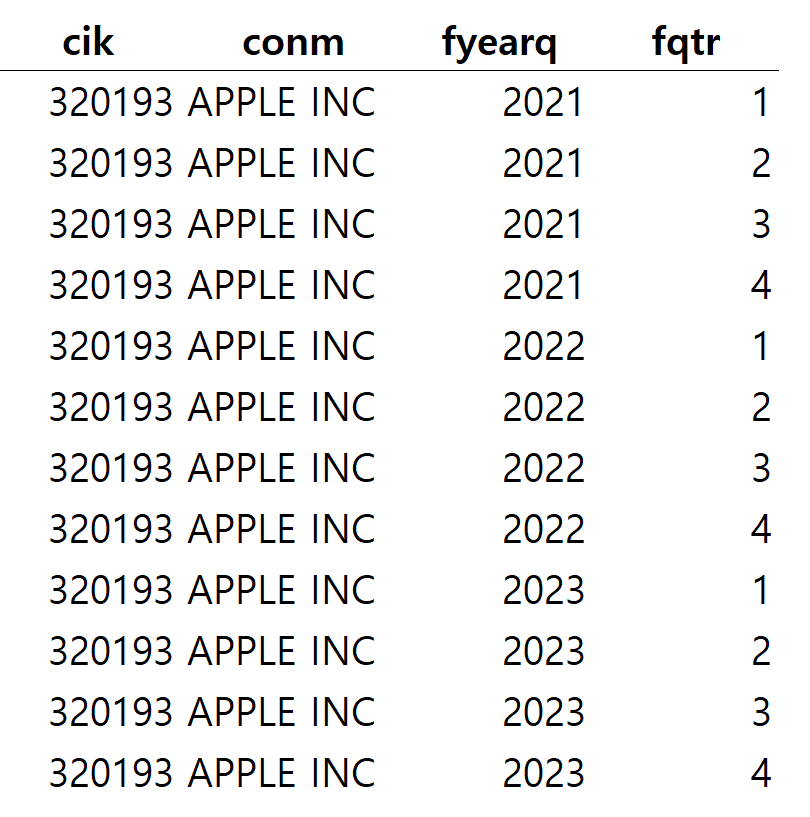 cik conm fyearq fqtr
320193 APPLE INC 2021 1
320193 APPLE INC 2021 2
320193 APPLE INC 2021 3
320193 APPLE INC 2021 4
320193 APPLE INC 2022 1
320193 APPLE INC 2022 2
320193 APPLE INC 2022 3
320193 APPLE INC 2022 4
320193 APPLE INC 2023 1
320193 APPLE INC 2023 2
320193 APPLE INC 2023 3
320193 APPLE INC 2023 4